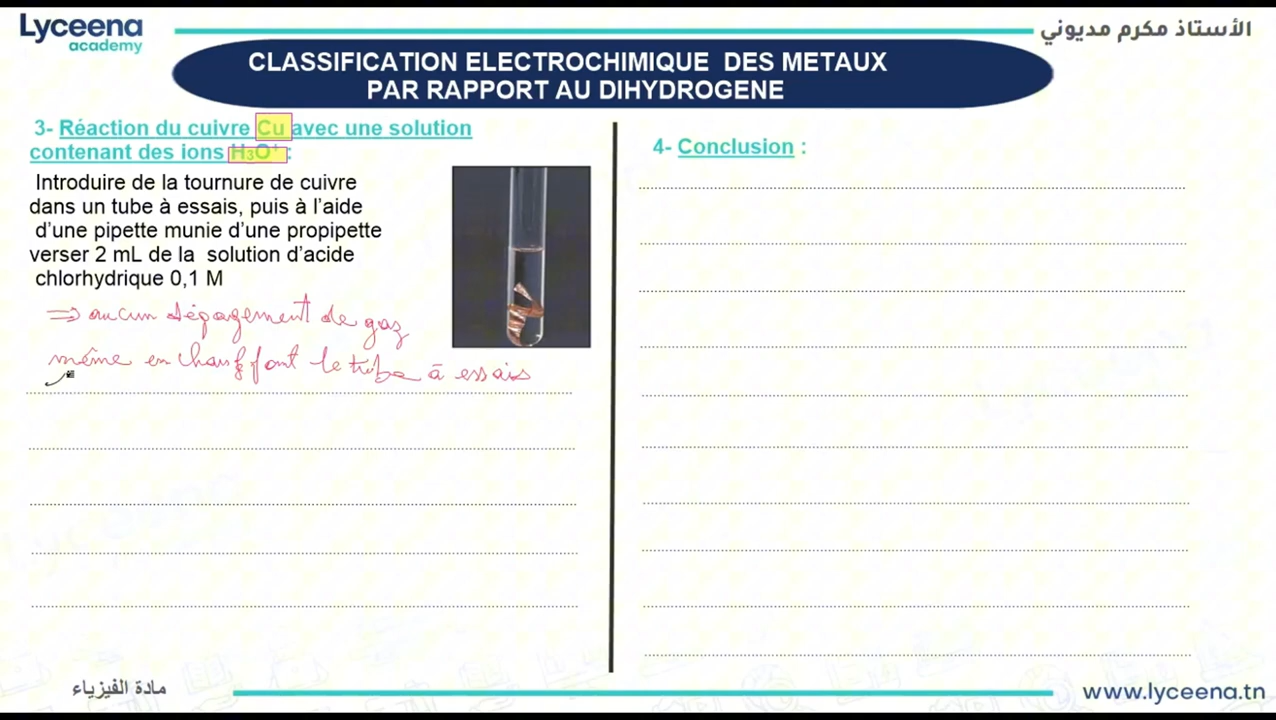 Lyceena
academy
الأستاذ مكرم مديوني
CLASSIFICATION ELECTROCHIMIQUE DES METAUX
PAR RAPPORT AU DIHYDROGENE
3- Réaction du cuivre Cu avec une solution
contenant des ions H₃O⁺ :
Introduire de la tournure de cuivre
dans un tube à essais, puis à l'aide
d'une pipette munie d'une propipette
verser 2 mL de la solution d'acide
chlorhydrique 0,1 M
⇒ aucun dégagement de gaz
même en chauffant le tube à essais
4- Conclusion :
مادة الفيزياء
www.lyceena.tn